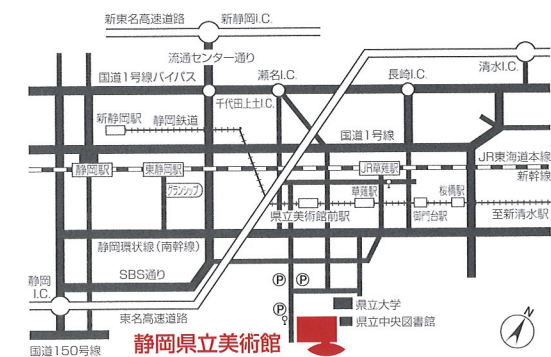 新東名高速道路
新静岡I.C.
流通センター通り
清水I.C.
国道1号線バイパス
瀬名I.C.
長崎I.C.
千代田上土I.C.
新静岡駅
静岡鉄道
国道1号線
JR東海道本線
静岡駅
東静岡駅
JR草薙駅
新幹線
グランシップ
草薙駅
桜橋駅
県立美術館前駅
御門台駅
至新清水駅
静岡環状線(南幹線)
静岡
I.C.
SBS通り
P
P
P
県立大学
東名高速道路
県立中央図書館
N
静岡県立美術館
国道150号線